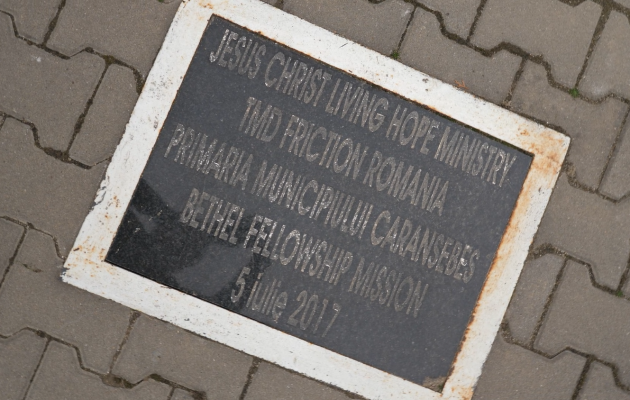 JESUS CHRIST LIVING HOPE MINISTRY
TMD FRICTION ROMANIA
PRIMARIA MUNICIPIULUI CARANSEBES
BETHEL FELLOWSHIP MISSION
5 iulie 2017